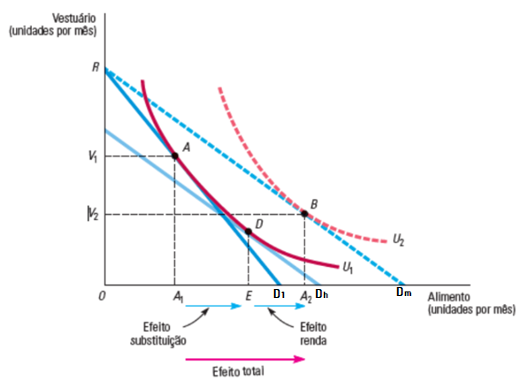 Vestuário
(unidades por mês)
R
A
V1
B
V2
D
U2
U1
O
A1
E
D1
A2
Dh
Dm
Alimento
(unidades por mês)
Efeito
substituição
Efeito
renda
Efeito total